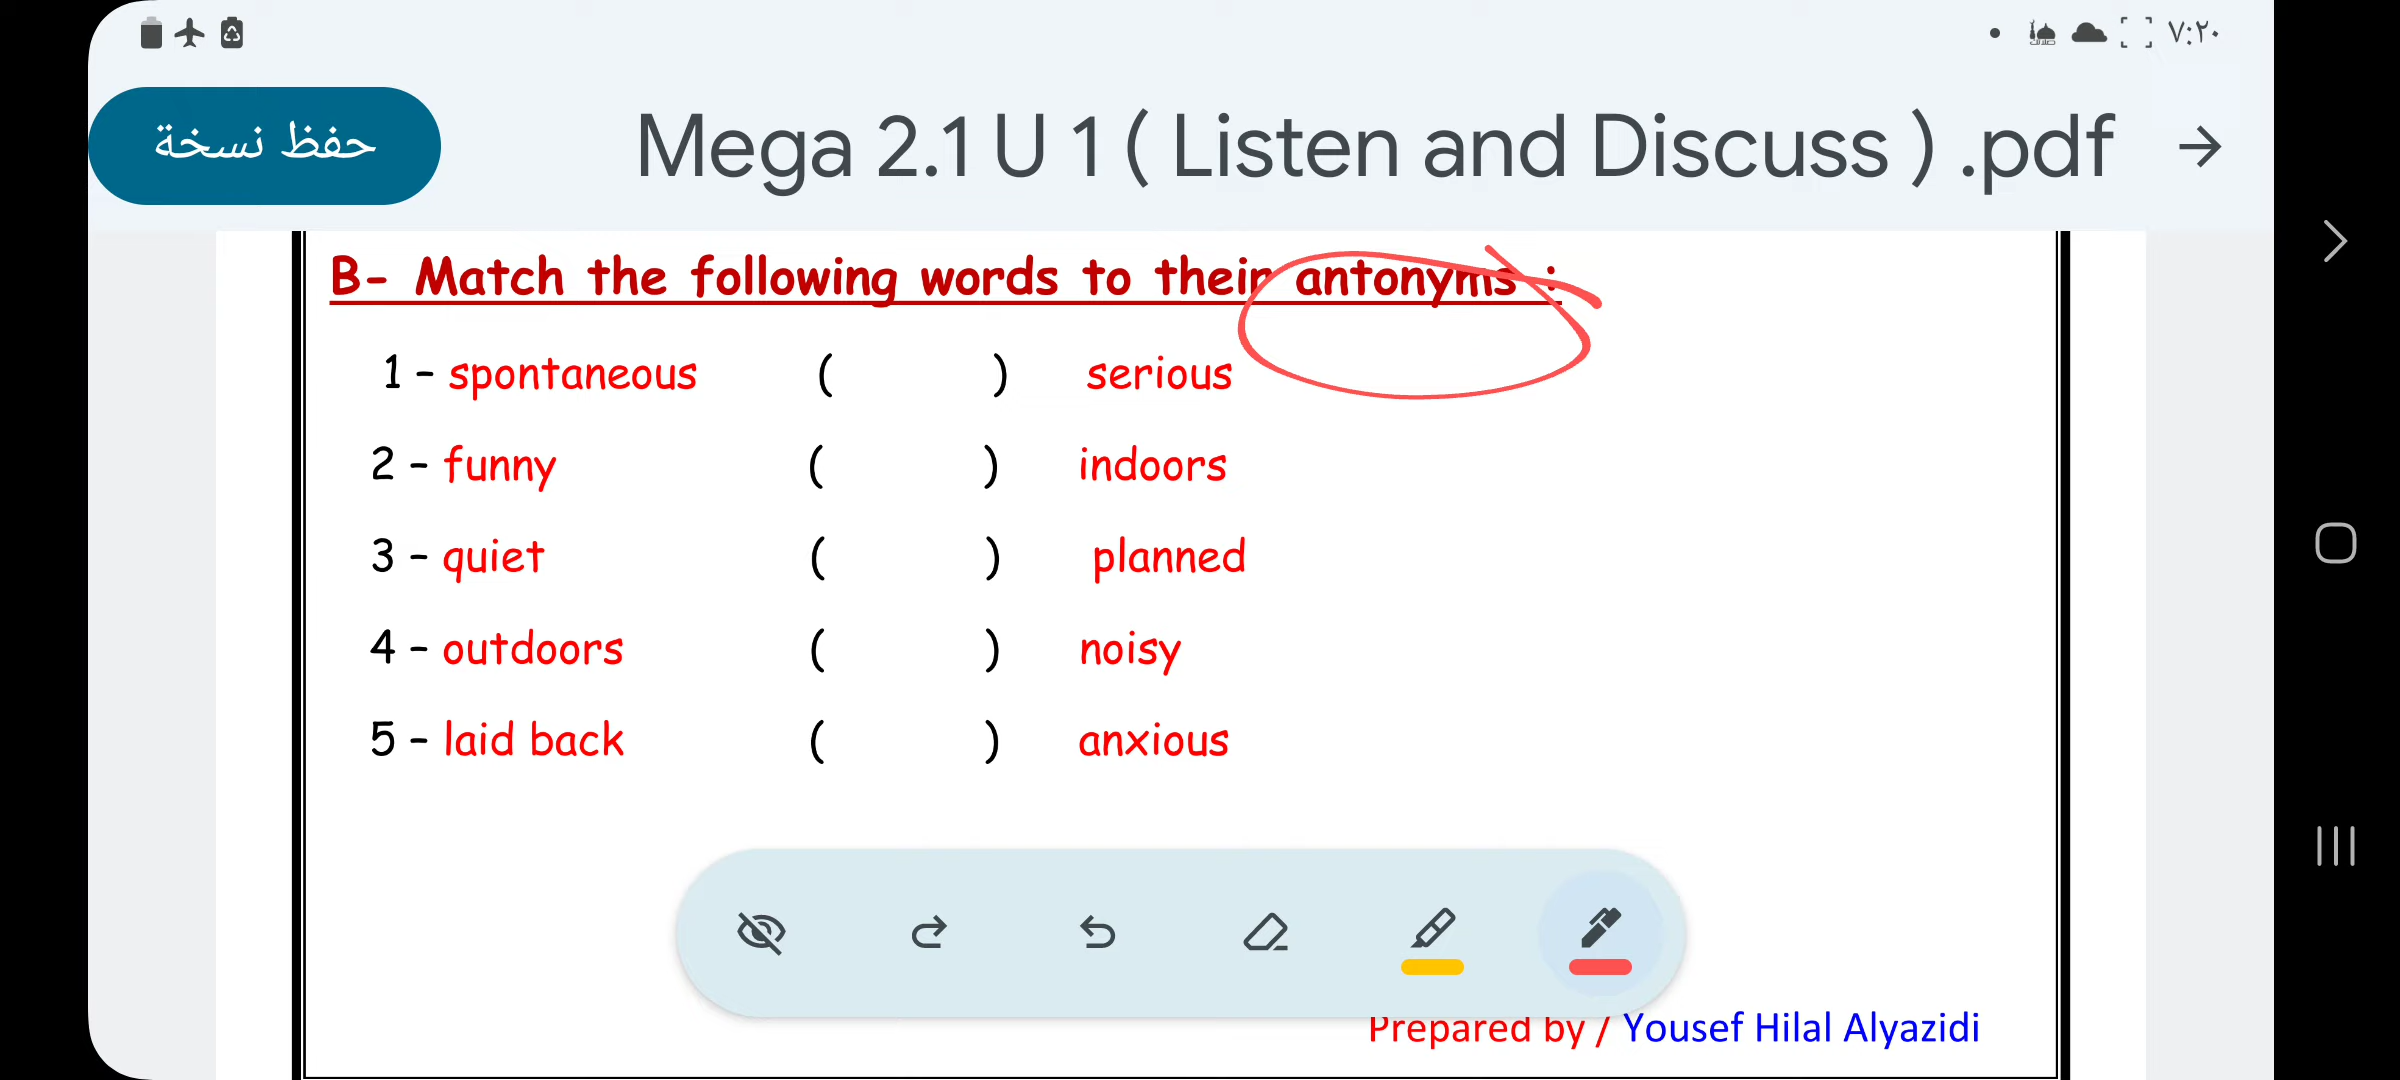 ٧:٢٠
حفظ نسخة
Mega 2.1 U 1 ( Listen and Discuss ) .pdf
B- Match the following words to their antonyms :
1 – spontaneous ( ) serious
2 – funny ( ) indoors
3 – quiet ( ) planned
4 – outdoors ( ) noisy
5 – laid back ( ) anxious
Prepared by / Yousef Hilal Alyazidi